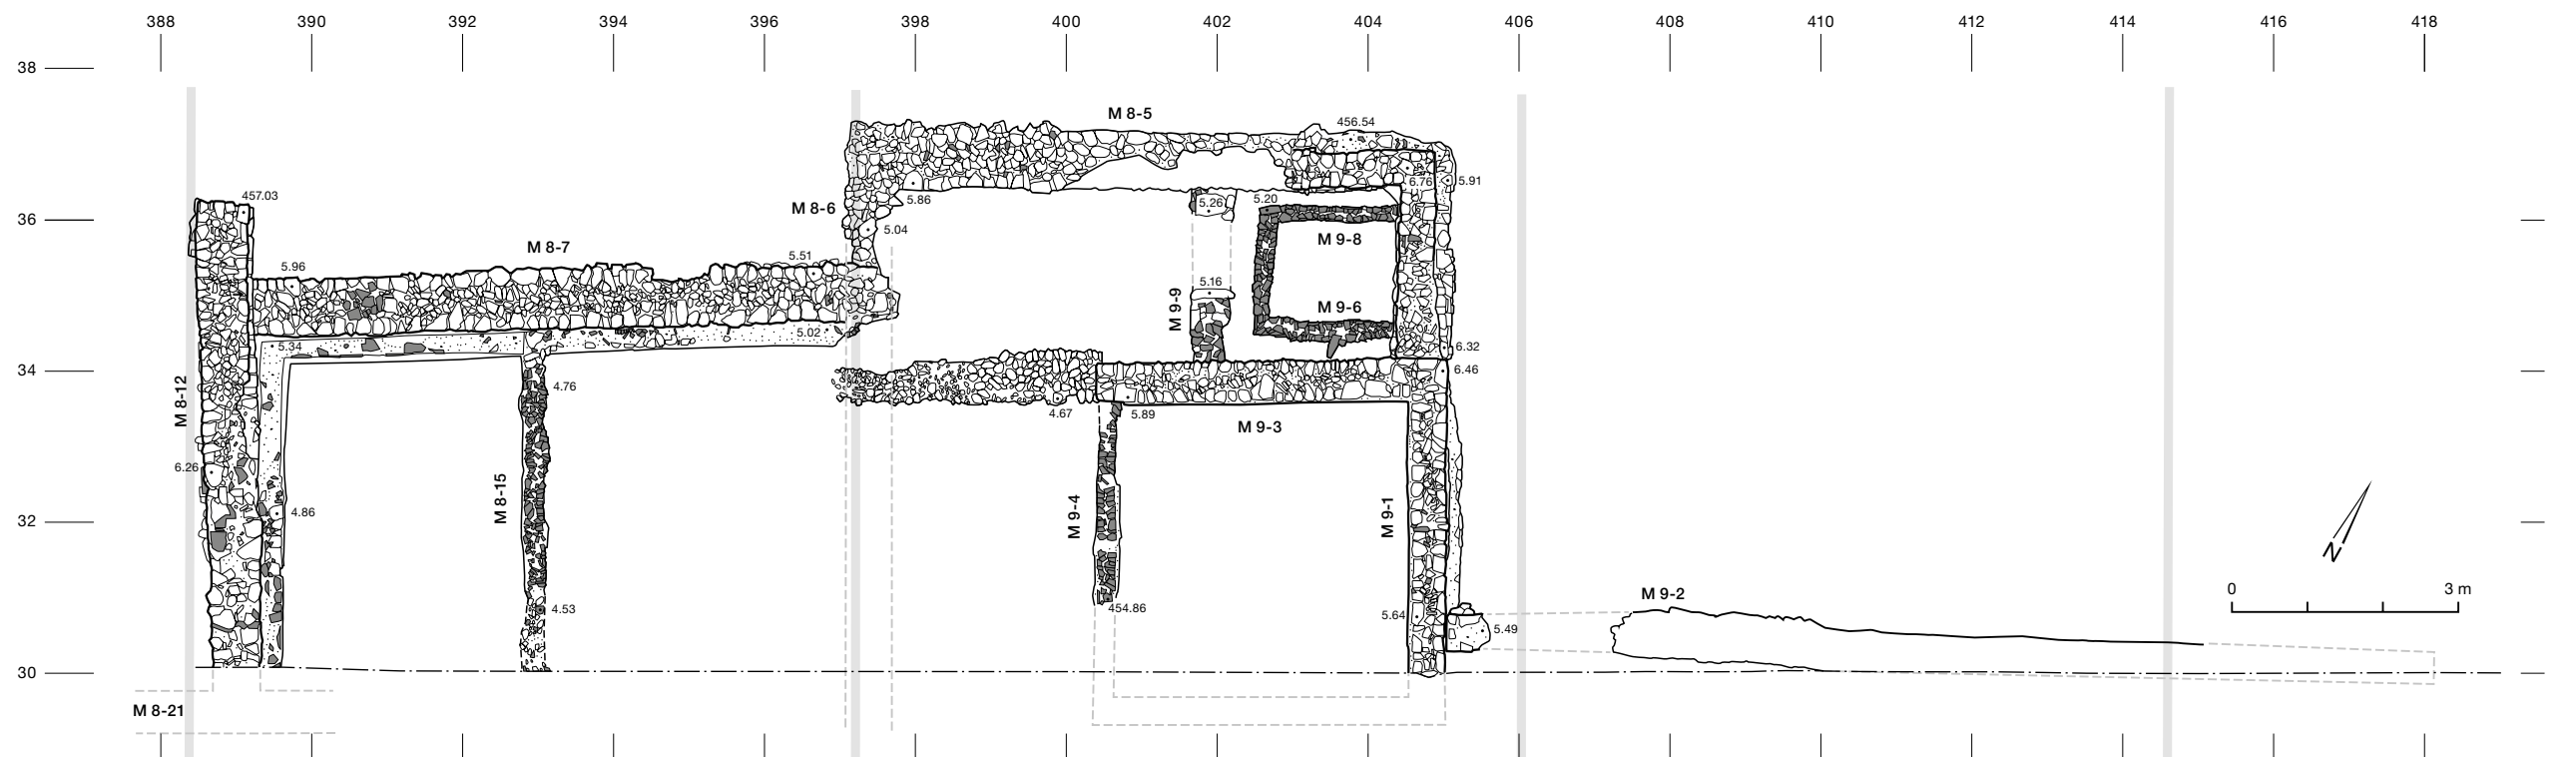 388 390 392 394 396 398 400 402 404 406 408 410 412 414 416 418
38
M 8-5
456.54
6.76 5.91
457.03
5.86 5.26 5.20
M 8-6
36
5.04
M 9-8
M 8-7
5.96 5.51
5.16
M 9-9
M 9-6
5.02
5.34
6.32
34
4.76
6.46
M 8-12
4.67 5.89
M 9-3
6.26
M 8-15
M 9-4
M 9-1
4.86
32
N
M 9-2
0 3 m
4.53
454.86
5.64
5.49
30
M 8-21